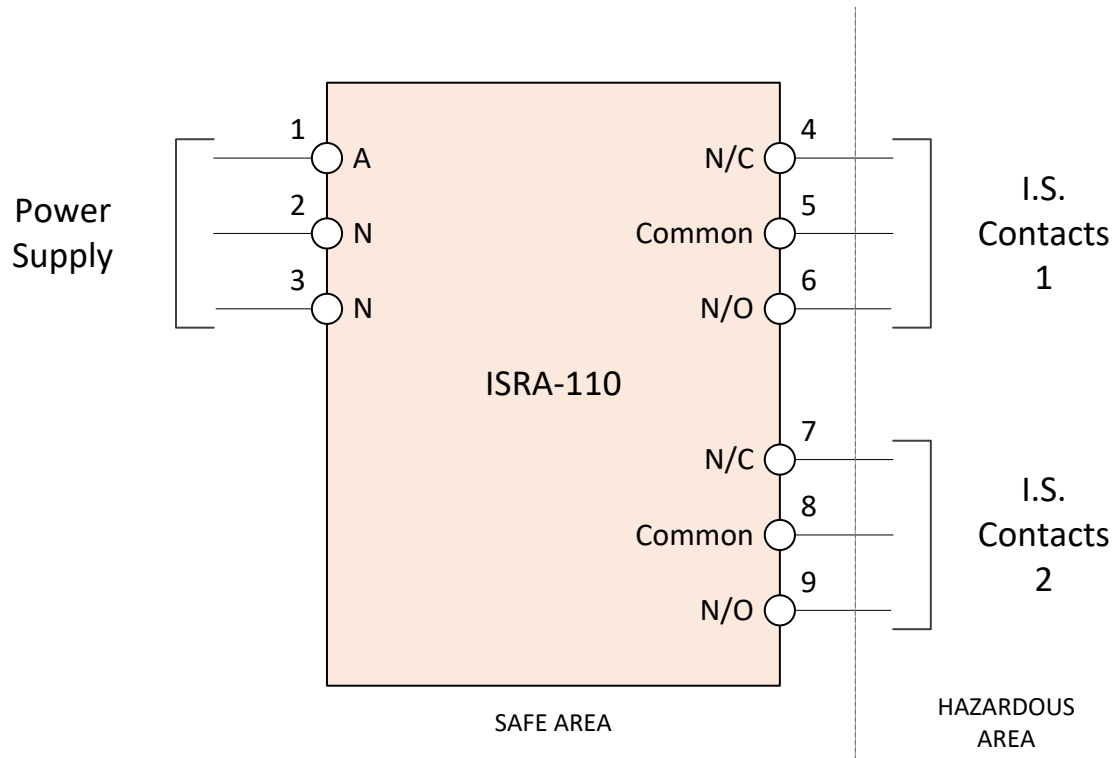 Power
Supply
1
A
2
N
3
N
ISRA-110
N/C
4
Common
5
N/O
6
I.S.
Contacts
1
N/C
7
Common
8
N/O
9
I.S.
Contacts
2
SAFE AREA
HAZARDOUS
AREA